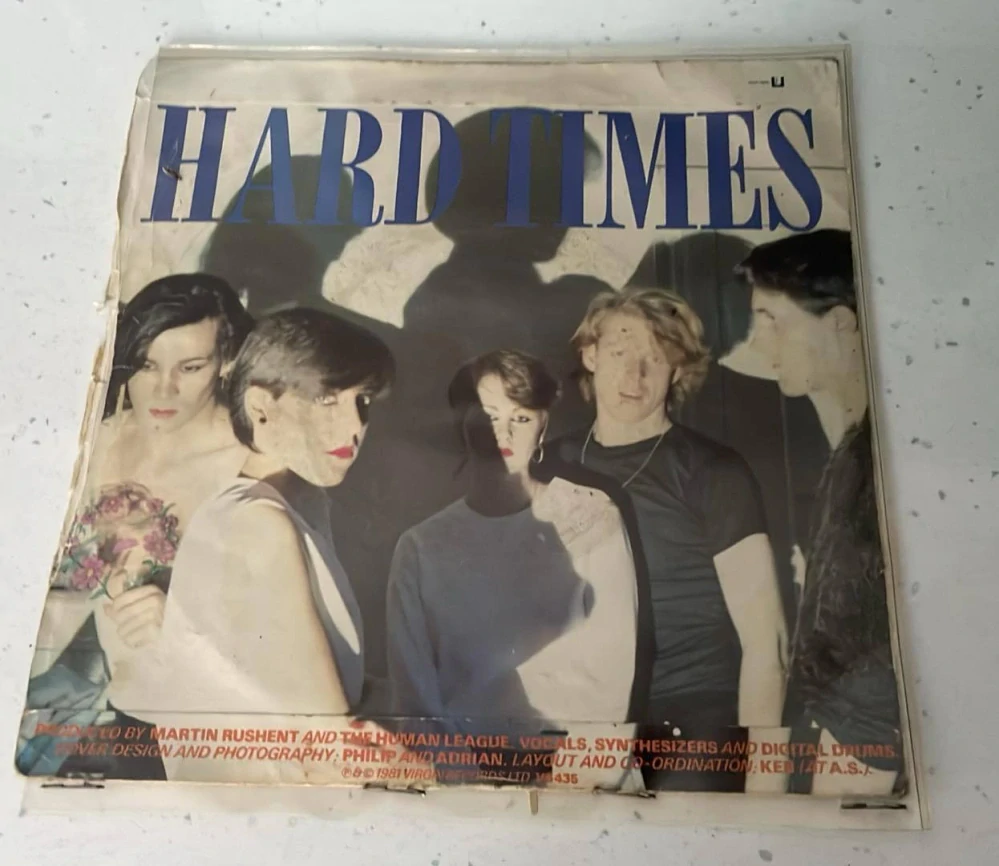 HARD TIMES
PRODUCED BY MARTIN RUSHENT AND THE HUMAN LEAGUE. VOCALS, SYNTHESIZERS AND DIGITAL DRUMS.
COVER DESIGN AND PHOTOGRAPHY: PHILIP AND ADRIAN. LAYOUT AND CO-ORDINATION; KEN (AT A.S.).
℗ & © 1981 VIRGIN RECORDS LTD VS435